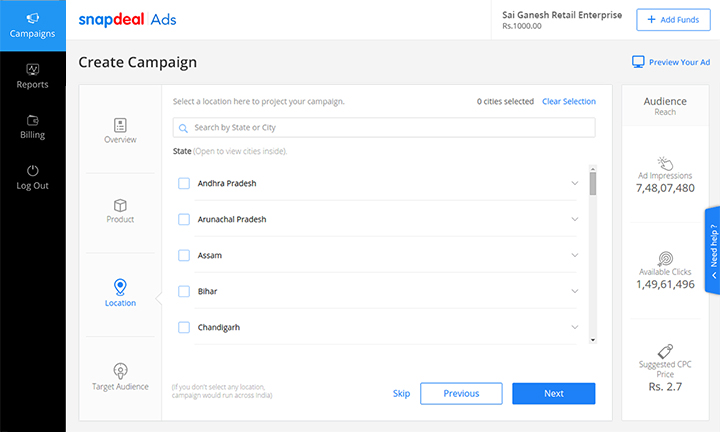 Campaigns
Reports
Billing
Log Out
snapdeal Ads
Sai Ganesh Retail Enterprise
Rs.1000.00
+ Add Funds
Create Campaign
Preview Your Ad
Overview
Product
Location
Target Audience
Select a location here to project your campaign.
0 cities selected
Clear Selection
Search by State or City
State (Open to view cities inside).
Andhra Pradesh
Arunachal Pradesh
Assam
Bihar
Chandigarh
(If you don't select any location,
campaign would run across India)
Skip
Previous
Next
Audience
Reach
Ad Impressions
7,48,07,480
Available Clicks
1,49,61,496
Suggested CPC
Price
Rs. 2.7
Need help ?